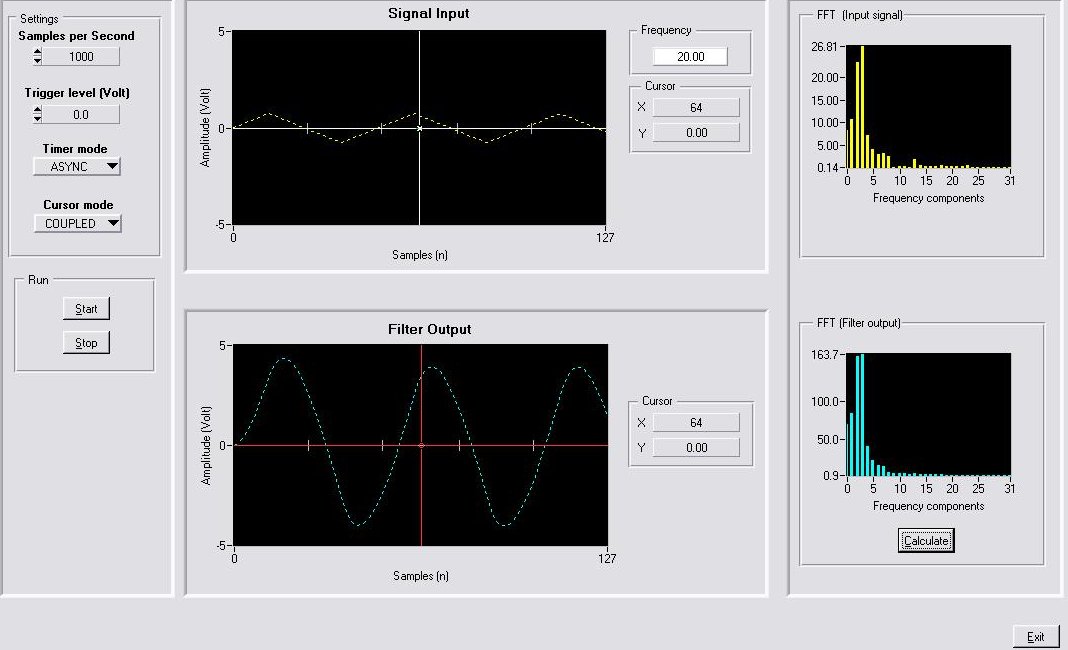 Settings
Samples per Second
1000
Trigger level (Volt)
0.0
Timer mode
ASYNC
Cursor mode
COUPLED
Run
Start
Stop
Signal Input
Amplitude (Volt)
5-
0-
-5-
0
127
Samples (n)
Frequency
20.00
Cursor
X 64
Y 0.00
Filter Output
Amplitude (Volt)
5-
0-
-5-
0
127
Samples (n)
Cursor
X 64
Y 0.00
FFT (Input signal)
26.81-
20.00-
15.00-
10.00-
5.00-
0.14-
0 5 10 15 20 25 31
Frequency components
FFT (Filter output)
163.7-
100.0-
50.0-
0.9-
0 5 10 15 20 25 31
Frequency components
Calculate
Exit